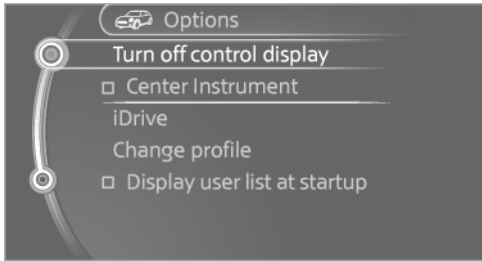 Options
Turn off control display
Center Instrument
iDrive
Change profile
Display user list at startup